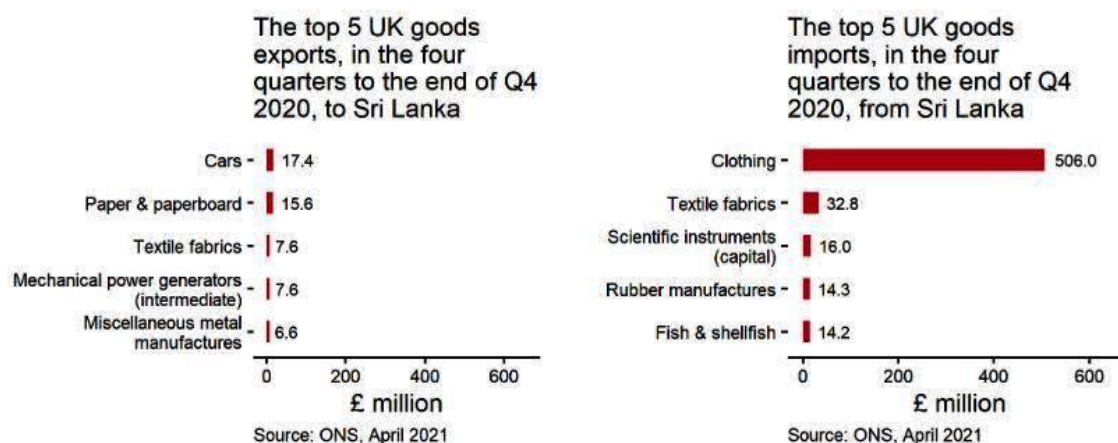 The top 5 UK goods
exports, in the four
quarters to the end of Q4
2020, to Sri Lanka
Cars
17.4
Paper & paperboard
15.6
Textile fabrics
7.6
Mechanical power generators
(intermediate)
7.6
Miscellaneous metal
manufactures
6.6
0 200 400 600
£ million
Source: ONS, April 2021
The top 5 UK goods
imports, in the four
quarters to the end of Q4
2020, from Sri Lanka
Clothing
506.0
Textile fabrics
32.8
Scientific instruments
(capital)
16.0
Rubber manufactures
14.3
Fish & shellfish
14.2
0 200 400 600
£ million
Source: ONS, April 2021